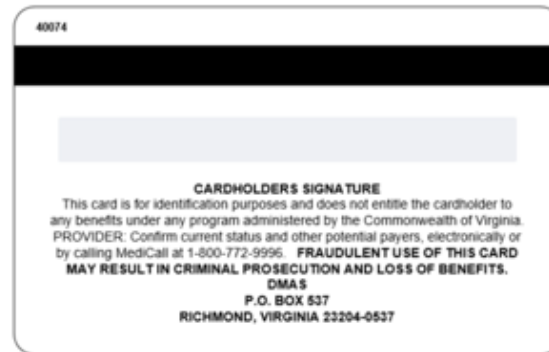 40074
CARDHOLDERS SIGNATURE
This card is for identification purposes and does not entitle the cardholder to
any benefits under any program administered by the Commonwealth of Virginia.
PROVIDER: Confirm current status and other potential payers, electronically or
by calling MediCall at 1-800-772-9996. FRAUDULENT USE OF THIS CARD
MAY RESULT IN CRIMINAL PROSECUTION AND LOSS OF BENEFITS.
DMAS
P.O. BOX 537
RICHMOND, VIRGINIA 23204-0537